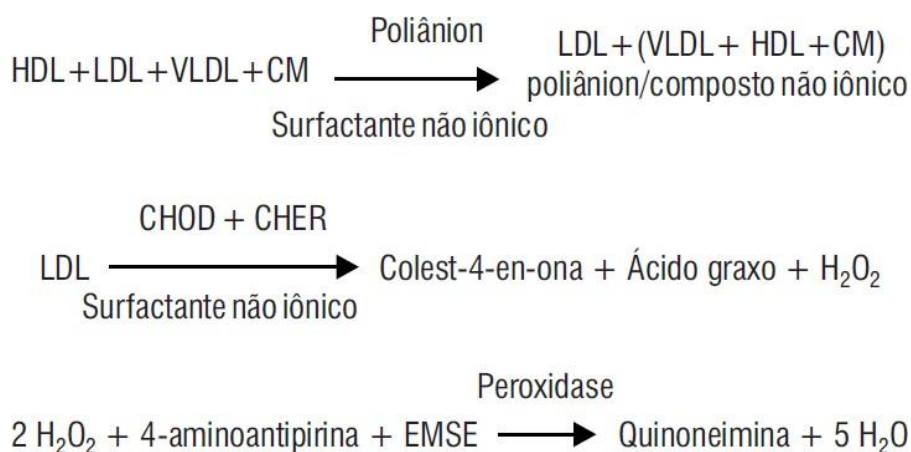 Poliânion
HDL+LDL+VLDL+CM
LDL+(VLDL+ HDL+CM)
poliânion/composto não iônico
Surfactante não iônico
CHOD + CHER
LDL
Colest-4-en-ona + Ácido graxo + H₂O₂
Surfactante não iônico
Peroxidase
2 H₂O₂ + 4-aminoantipirina + EMSE
Quinoneimina + 5 H₂O